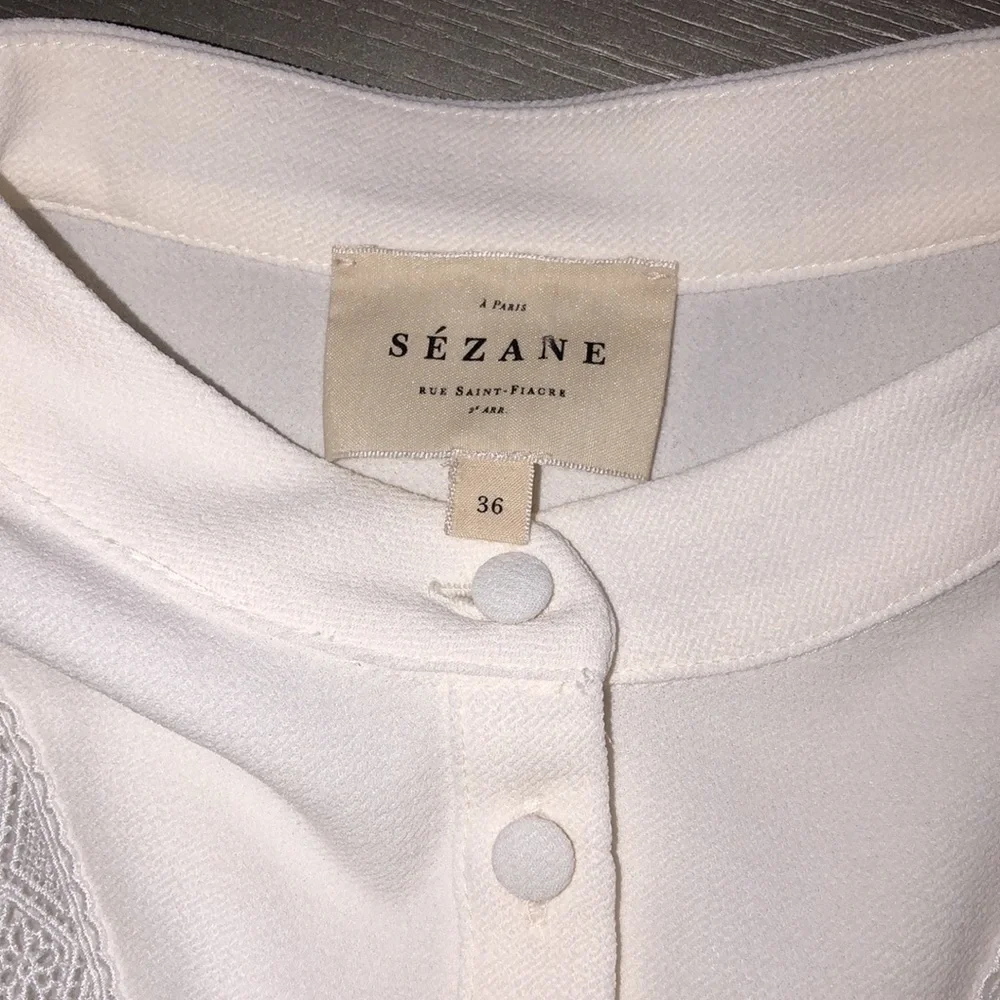 À PARIS
SÉZANE
RUE SAINT-FIACRE
2e ARR.
36